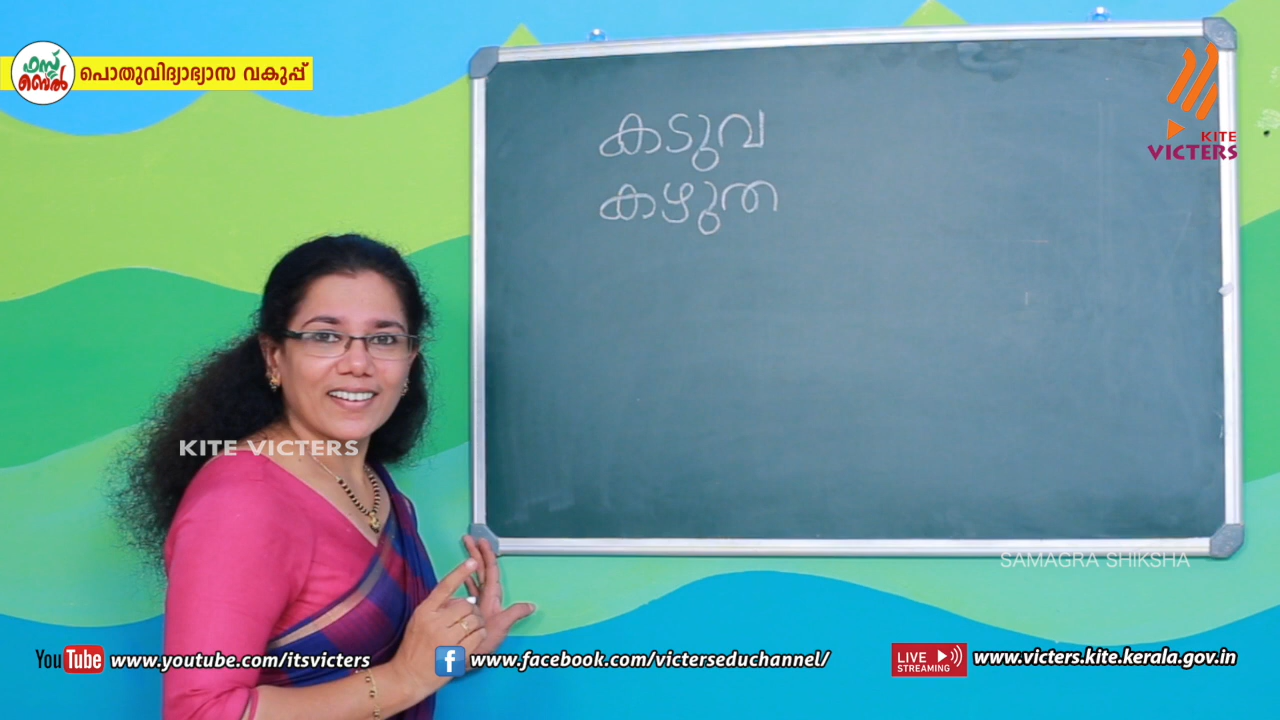 ഫസ്റ്റ് ബെൽ
പൊതുവിദ്യാഭ്യാസ വകുപ്പ്
കടുവ
കഴുത
KITE
VICTERS
KITE VICTERS
SAMAGRA SHIKSHA
You Tube www.youtube.com/itsvicters
f www.facebook.com/victerseduchannel/
LIVE STREAMING www.victers.kite.kerala.gov.in